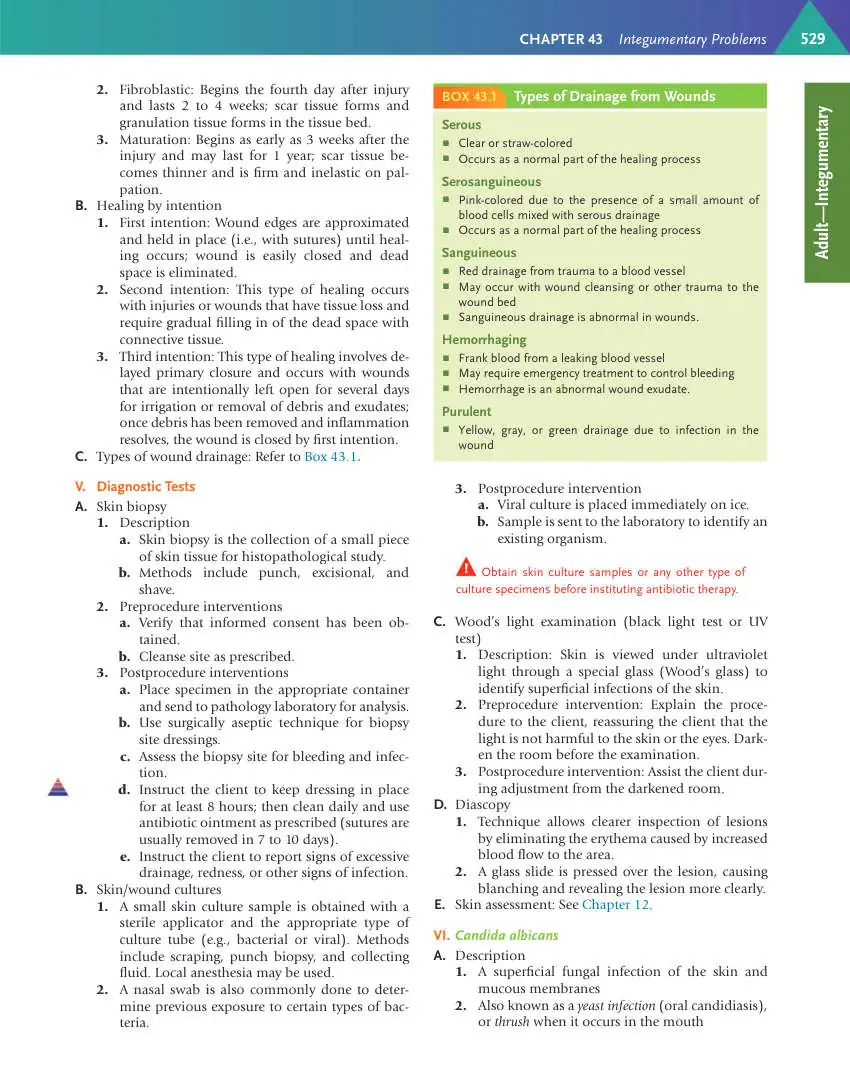 CHAPTER 43 Integumentary Problems 529
2. Fibroblastic: Begins the fourth day after injury
and lasts 2 to 4 weeks; scar tissue forms and
granulation tissue forms in the tissue bed.
3. Maturation: Begins as early as 3 weeks after the
injury and may last for 1 year; scar tissue be-
comes thinner and is firm and inelastic on pal-
pation.
B. Healing by intention
1. First intention: Wound edges are approximated
and held in place (i.e., with sutures) until heal-
ing occurs; wound is easily closed and dead
space is eliminated.
2. Second intention: This type of healing occurs
with injuries or wounds that have tissue loss and
require gradual filling in of the dead space with
connective tissue.
3. Third intention: This type of healing involves de-
layed primary closure and occurs with wounds
that are intentionally left open for several days
for irrigation or removal of debris and exudates;
once debris has been removed and inflammation
resolves, the wound is closed by first intention.
C. Types of wound drainage: Refer to Box 43.1.
V. Diagnostic Tests
A. Skin biopsy
1. Description
a. Skin biopsy is the collection of a small piece
of skin tissue for histopathological study.
b. Methods include punch, excisional, and
shave.
2. Preprocedure interventions
a. Verify that informed consent has been ob-
tained.
b. Cleanse site as prescribed.
3. Postprocedure interventions
a. Place specimen in the appropriate container
and send to pathology laboratory for analysis.
b. Use surgically aseptic technique for biopsy
site dressings.
c. Assess the biopsy site for bleeding and infec-
tion.
d. Instruct the client to keep dressing in place
for at least 8 hours; then clean daily and use
antibiotic ointment as prescribed (sutures are
usually removed in 7 to 10 days).
e. Instruct the client to report signs of excessive
drainage, redness, or other signs of infection.
B. Skin/wound cultures
1. A small skin culture sample is obtained with a
sterile applicator and the appropriate type of
culture tube (e.g., bacterial or viral). Methods
include scraping, punch biopsy, and collecting
fluid. Local anesthesia may be used.
2. A nasal swab is also commonly done to deter-
mine previous exposure to certain types of bac-
teria.
BOX 43.1 Types of Drainage from Wounds
Serous
▪ Clear or straw-colored
▪ Occurs as a normal part of the healing process
Serosanguineous
▪ Pink-colored due to the presence of a small amount of
blood cells mixed with serous drainage
▪ Occurs as a normal part of the healing process
Sanguineous
▪ Red drainage from trauma to a blood vessel
▪ May occur with wound cleansing or other trauma to the
wound bed
▪ Sanguineous drainage is abnormal in wounds.
Hemorrhaging
▪ Frank blood from a leaking blood vessel
▪ May require emergency treatment to control bleeding
▪ Hemorrhage is an abnormal wound exudate.
Purulent
▪ Yellow, gray, or green drainage due to infection in the
wound
3. Postprocedure intervention
a. Viral culture is placed immediately on ice.
b. Sample is sent to the laboratory to identify an
existing organism.
Obtain skin culture samples or any other type of
culture specimens before instituting antibiotic therapy.
C. Wood's light examination (black light test or UV
test)
1. Description: Skin is viewed under ultraviolet
light through a special glass (Wood's glass) to
identify superficial infections of the skin.
2. Preprocedure intervention: Explain the proce-
dure to the client, reassuring the client that the
light is not harmful to the skin or the eyes. Dark-
en the room before the examination.
3. Postprocedure intervention: Assist the client dur-
ing adjustment from the darkened room.
D. Diascopy
1. Technique allows clearer inspection of lesions
by eliminating the erythema caused by increased
blood flow to the area.
2. A glass slide is pressed over the lesion, causing
blanching and revealing the lesion more clearly.
E. Skin assessment: See Chapter 12.
VI. Candida albicans
A. Description
1. A superficial fungal infection of the skin and
mucous membranes
2. Also known as a yeast infection (oral candidiasis),
or thrush when it occurs in the mouth
Adult—Integumentary